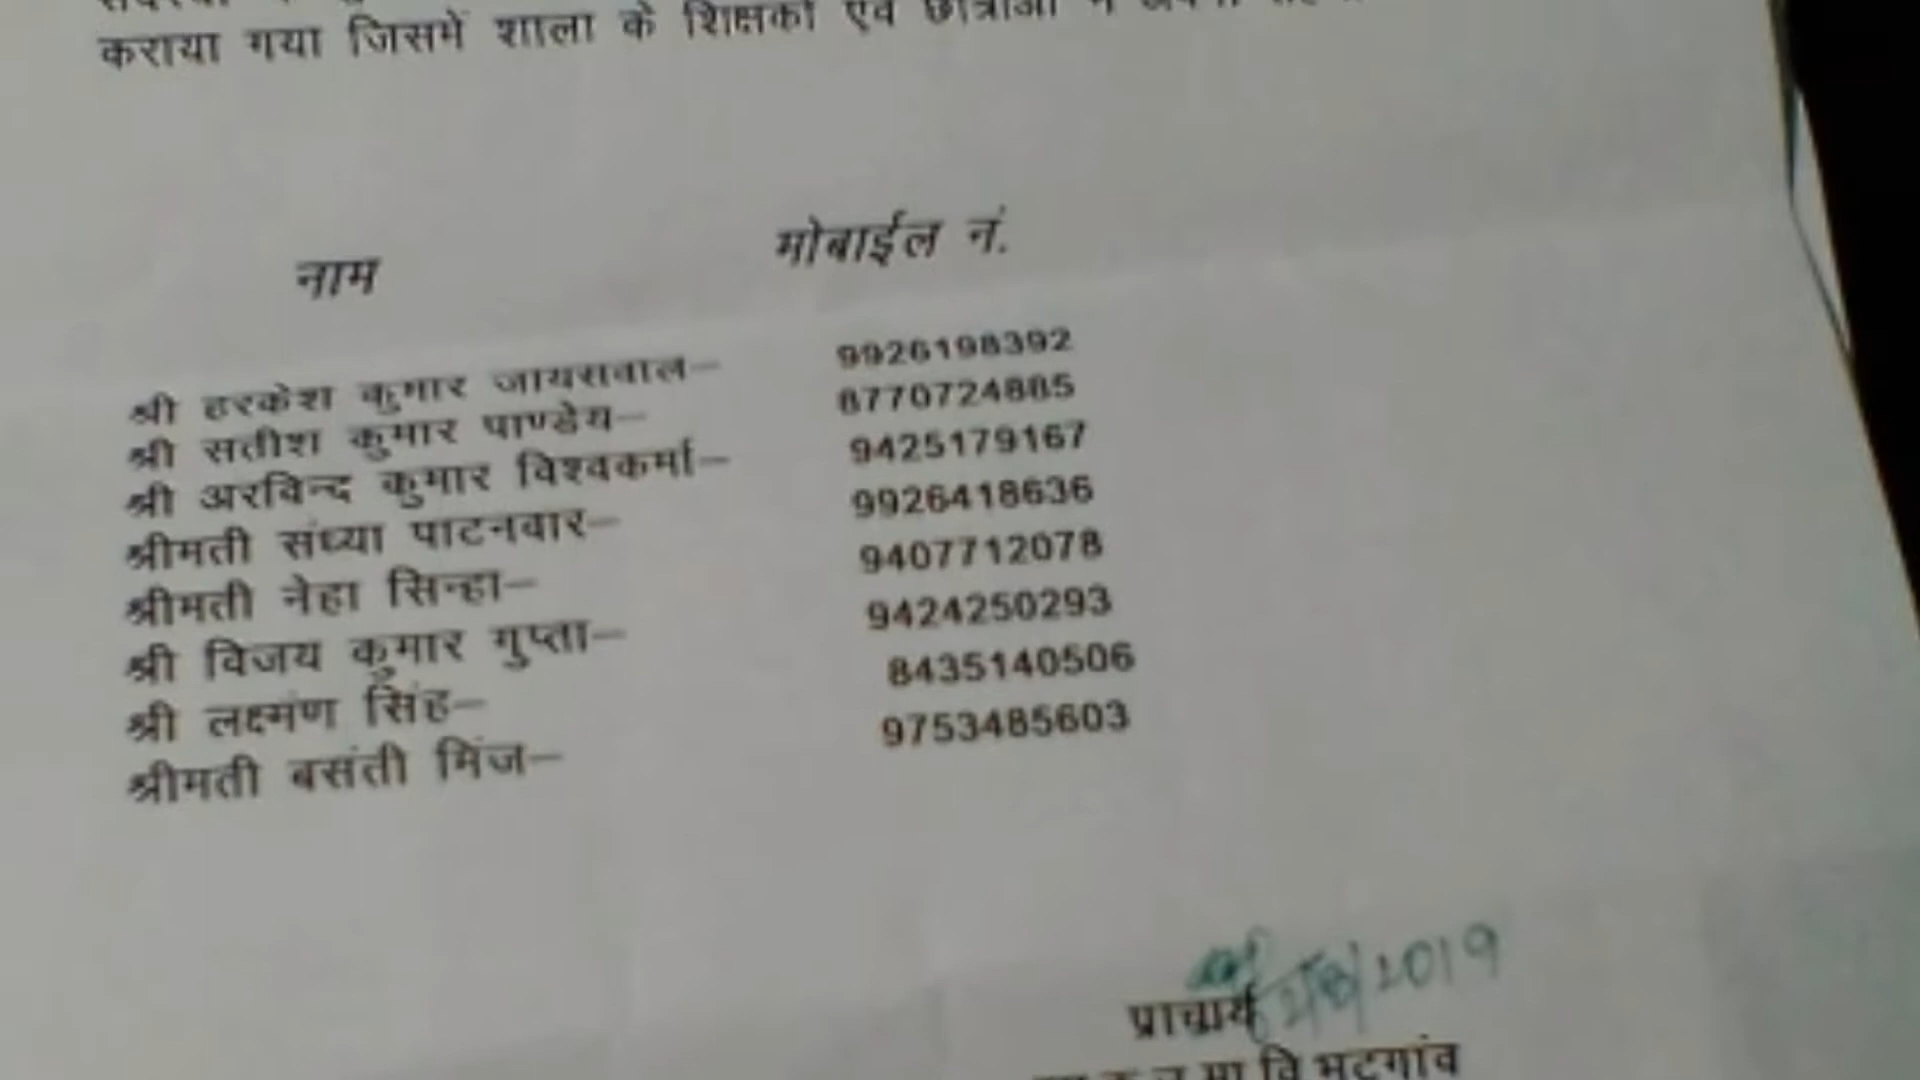 कराया गया जिसमें शाला के शिक्षकों एवं छात्राओं ने
नाम मोबाईल नं.
श्री हरकेश कुमार जायसवाल– 9926198392
श्री सतीश कुमार पाण्डेय– 8770724885
श्री अरविन्द कुमार विश्वकर्मा– 9425179167
श्रीमती संध्या पाटनवार– 9926418636
श्रीमती नेहा सिन्हा– 9407712078
श्री विजय कुमार गुप्ता– 9424250293
श्री लक्ष्मण सिंह– 8435140506
श्रीमती बसंती मिंज– 9753485603
2019
प्राचार्य
मा वि भटगांव